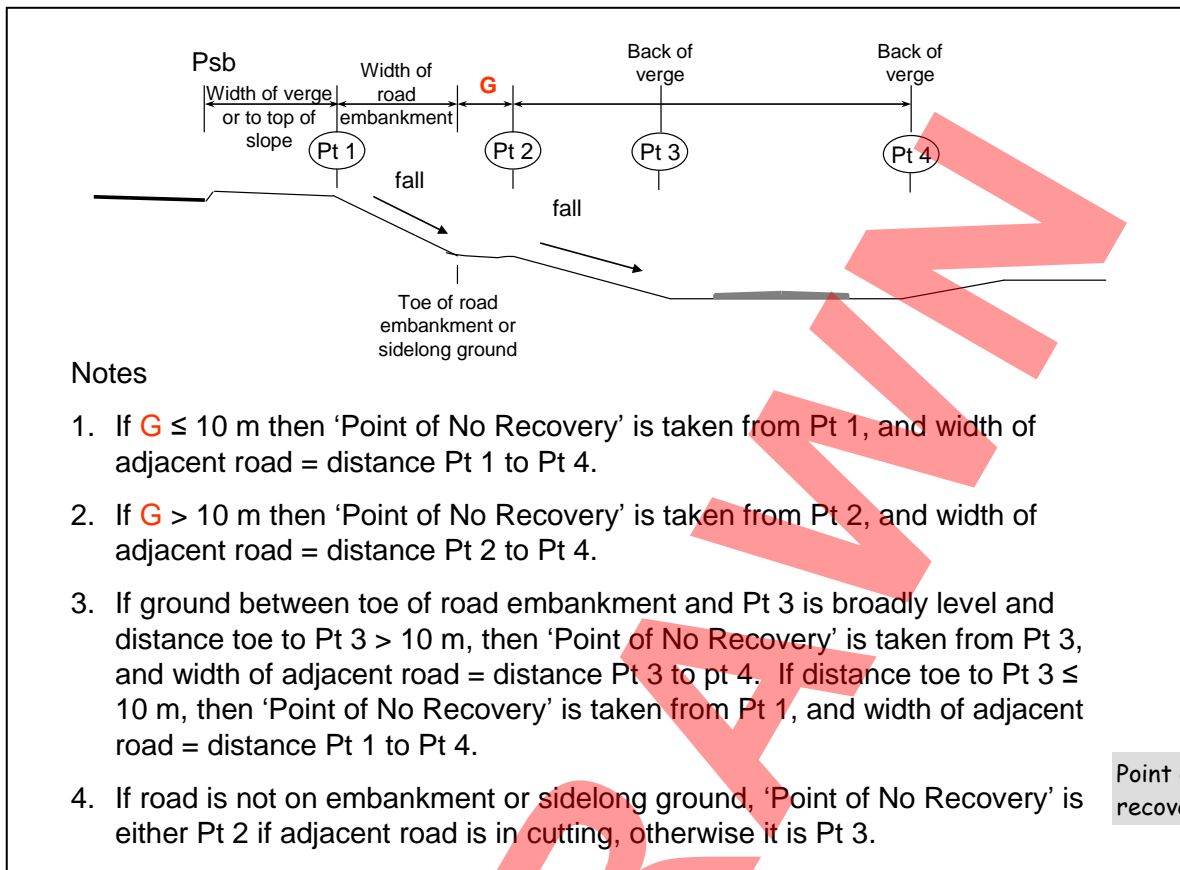 Psb
Width of verge
or to top of
slope
Width of
road
embankment
G
Back of
verge
Back of
verge
Pt 1
Pt 2
Pt 3
Pt 4
fall
fall
Toe of road
embankment or
sidelong ground
Notes
1. If G ≤ 10 m then ‘Point of No Recovery’ is taken from Pt 1, and width of
adjacent road = distance Pt 1 to Pt 4.
2. If G > 10 m then ‘Point of No Recovery’ is taken from Pt 2, and width of
adjacent road = distance Pt 2 to Pt 4.
3. If ground between toe of road embankment and Pt 3 is broadly level and
distance toe to Pt 3 > 10 m, then ‘Point of No Recovery’ is taken from Pt 3,
and width of adjacent road = distance Pt 3 to pt 4. If distance toe to Pt 3 ≤
10 m, then ‘Point of No Recovery’ is taken from Pt 1, and width of adjacent
road = distance Pt 1 to Pt 4.
4. If road is not on embankment or sidelong ground, ‘Point of No Recovery’ is
either Pt 2 if adjacent road is in cutting, otherwise it is Pt 3.
Point
RAWN